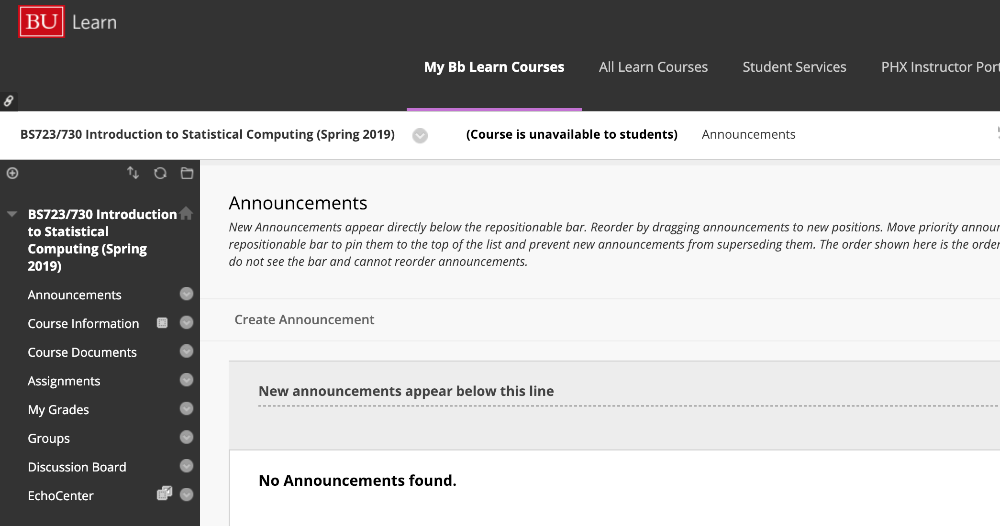 BU Learn
My Bb Learn Courses All Learn Courses Student Services PHX Instructor
BS723/730 Introduction to Statistical Computing (Spring 2019) (Course is unavailable to students) Announcements
BS723/730 Introduction
to Statistical
Computing (Spring
2019)
Announcements
Course Information
Course Documents
Assignments
My Grades
Groups
Discussion Board
EchoCenter
Announcements
New Announcements appear directly below the repositionable bar. Reorder by dragging announcements to new positions. Move priority
repositionable bar to pin them to the top of the list and prevent new announcements from superseding them. The order shown here is the order
do not see the bar and cannot reorder announcements.
Create Announcement
New announcements appear below this line
No Announcements found.